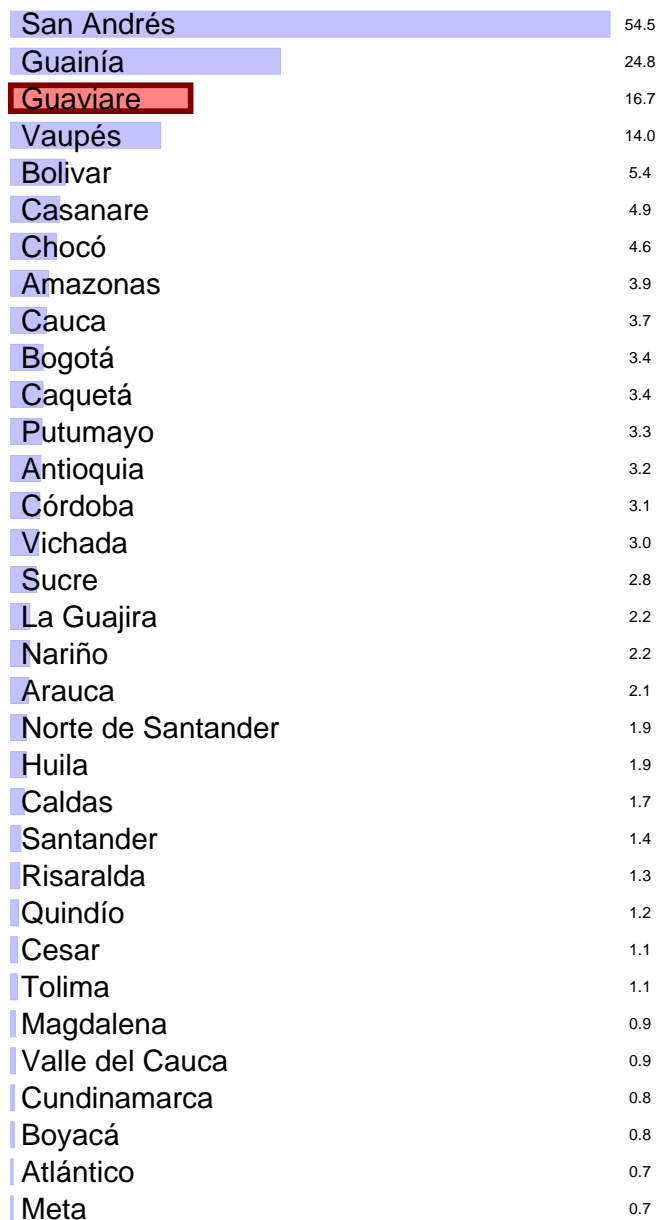 San Andrés 54.5
Guainía 24.8
Guaviare 16.7
Vaupés 14.0
Bolivar 5.4
Casanare 4.9
Chocó 4.6
Amazonas 3.9
Cauca 3.7
Bogotá 3.4
Caquetá 3.4
Putumayo 3.3
Antioquia 3.2
Córdoba 3.1
Vichada 3.0
Sucre 2.8
La Guajira 2.2
Nariño 2.2
Arauca 2.1
Norte de Santander 1.9
Huila 1.9
Caldas 1.7
Santander 1.4
Risaralda 1.3
Quindío 1.2
Cesar 1.1
Tolima 1.1
Magdalena 0.9
Valle del Cauca 0.9
Cundinamarca 0.8
Boyacá 0.8
Atlántico 0.7
Meta 0.7